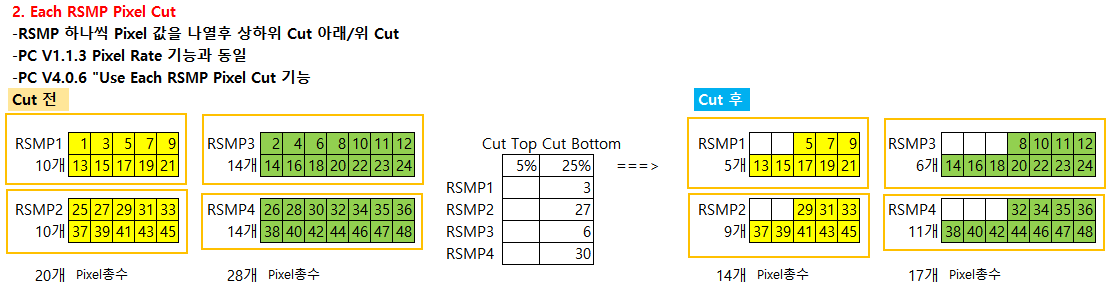 2. Each RSMP Pixel Cut
-RSMP 하나씩 Pixel 값을 나열후 상하위 Cut 아래/위 Cut
-PC V1.1.3 Pixel Rate 기능과 동일
-PC V4.0.6 "Use Each RSMP Pixel Cut 기능
Cut 전
RSMP1 1 3 5 7 9
10개 13 15 17 19 21
RSMP3 2 4 6 8 10 11 12
14개 14 16 18 20 22 23 24
RSMP2 25 27 29 31 33
10개 37 39 41 43 45
RSMP4 26 28 30 32 34 35 36
14개 38 40 42 44 46 47 48
20개 Pixel총수
28개 Pixel총수
Cut Top Cut Bottom
5% 25% ===>
RSMP1 3
RSMP2 27
RSMP3 6
RSMP4 30
Cut 후
RSMP1 5 7 9
5개 13 15 17 19 21
RSMP3 8 10 11 12
6개 14 16 18 20 22 23 24
RSMP2 29 31 33
9개 37 39 41 43 45
RSMP4 32 34 35 36
11개 38 40 42 44 46 47 48
14개 Pixel총수
17개 Pixel총수